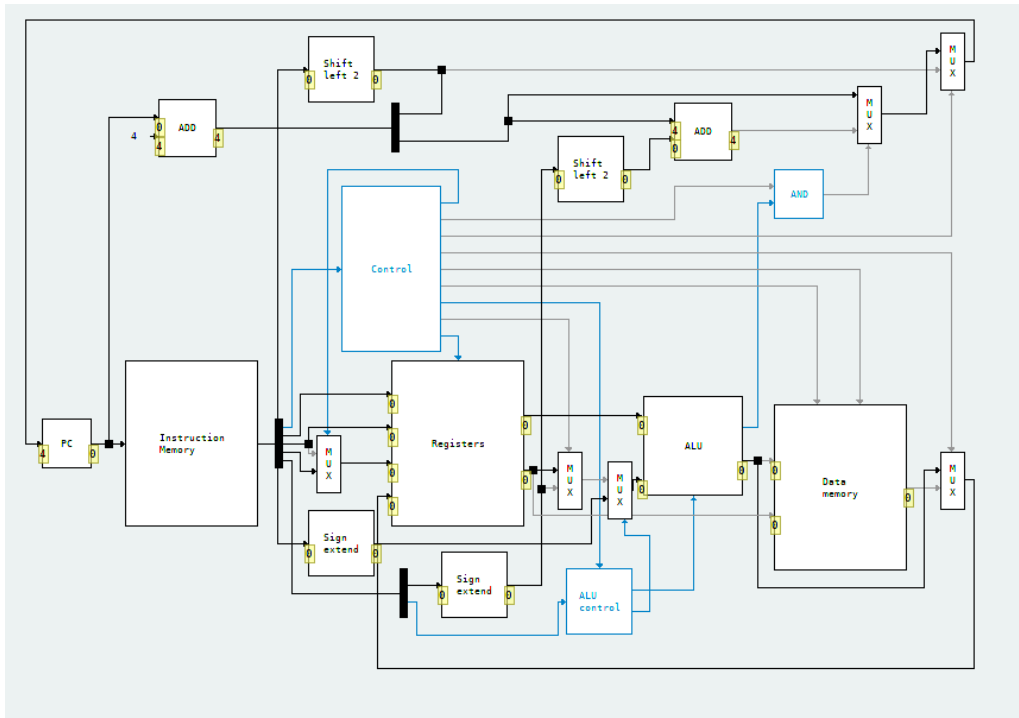 Shift
left 2
0
0
M
U
X
4
0
4
ADD
4
M
U
X
4
0
ADD
4
Shift
left 2
0
0
AND
Control
PC
4
0
Instruction
Memory
M
U
X
0
0
0
0
Registers
0
0
M
U
X
M
U
X
0
0
ALU
0
0
0
Data
memory
0
M
U
X
Sign
extend
0
0
Sign
extend
0
0
ALU
control